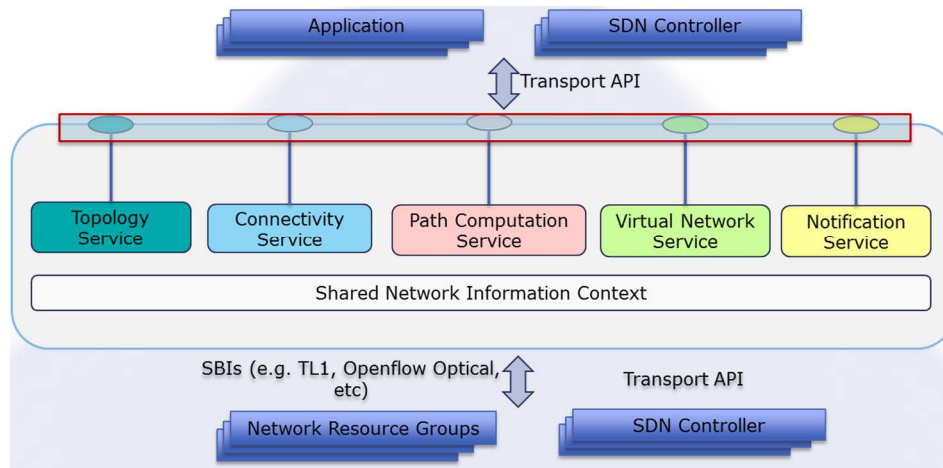 Application
SDN Controller
Transport API
Topology
Service
Connectivity
Service
Path Computation
Service
Virtual Network
Service
Notification
Service
Shared Network Information Context
SBIs (e.g. TL1, Openflow Optical,
etc)
Transport API
Network Resource Groups
SDN Controller